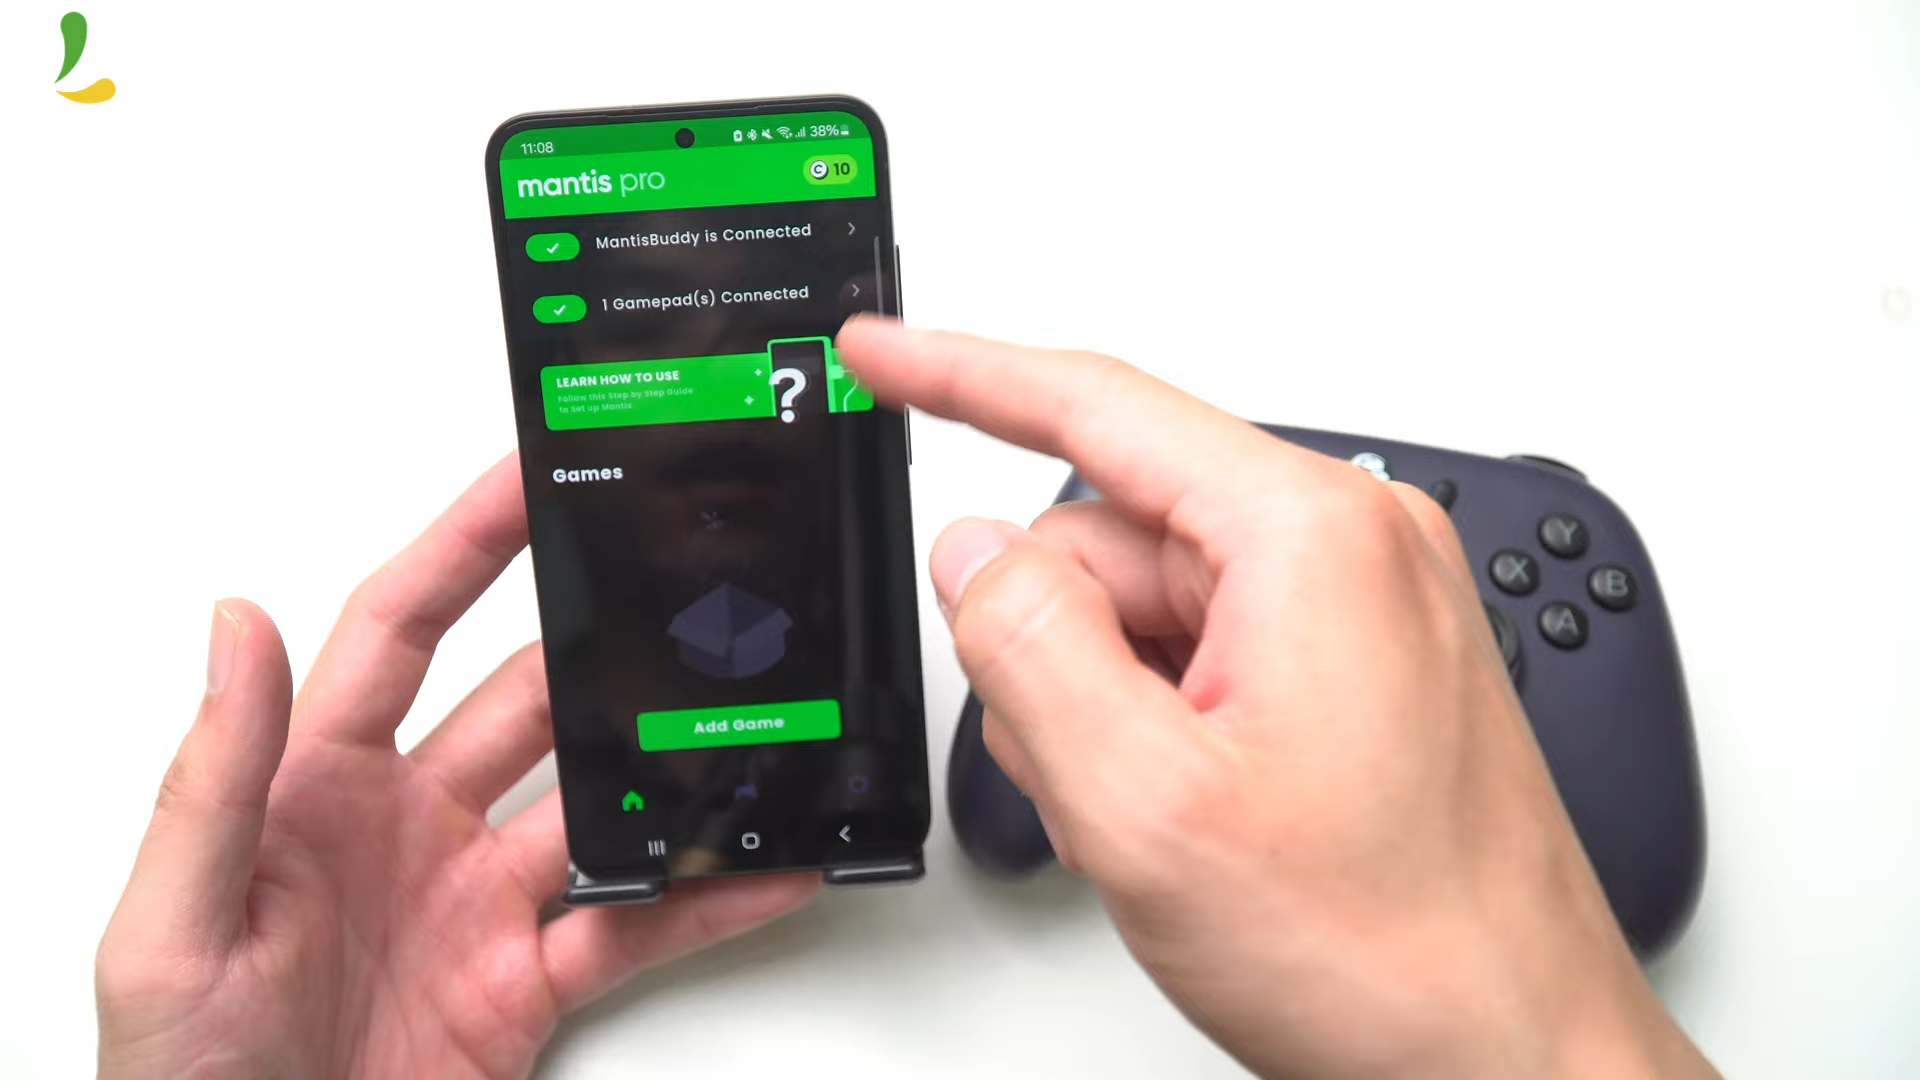 11:08
38%
mantis pro
C 10
MantisBuddy is Connected
1 Gamepad(s) Connected
LEARN HOW TO USE
Follow this Step by Step Guide
to Set up Mantis
?
Games
Add Game
Y
X
B
A